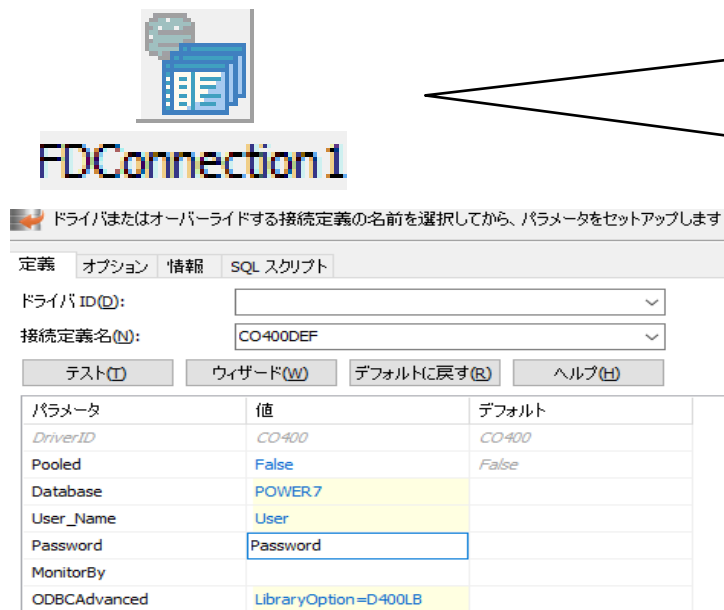 FDConnection1
ドライバまたはオーバーライドする接続定義の名前を選択してから、パラメータをセットアップします
定義 オプション 情報 SQL スクリプト
ドライバ ID(D):
接続定義名(N): CO400DEF
テスト(T) ウィザード(W) デフォルトに戻す(R) ヘルプ(H)
パラメータ 値 デフォルト
DriverID CO400 CO400
Pooled False False
Database POWER7
User_Name User
Password Password
MonitorBy
ODBCAdvanced LibraryOption=D400LB